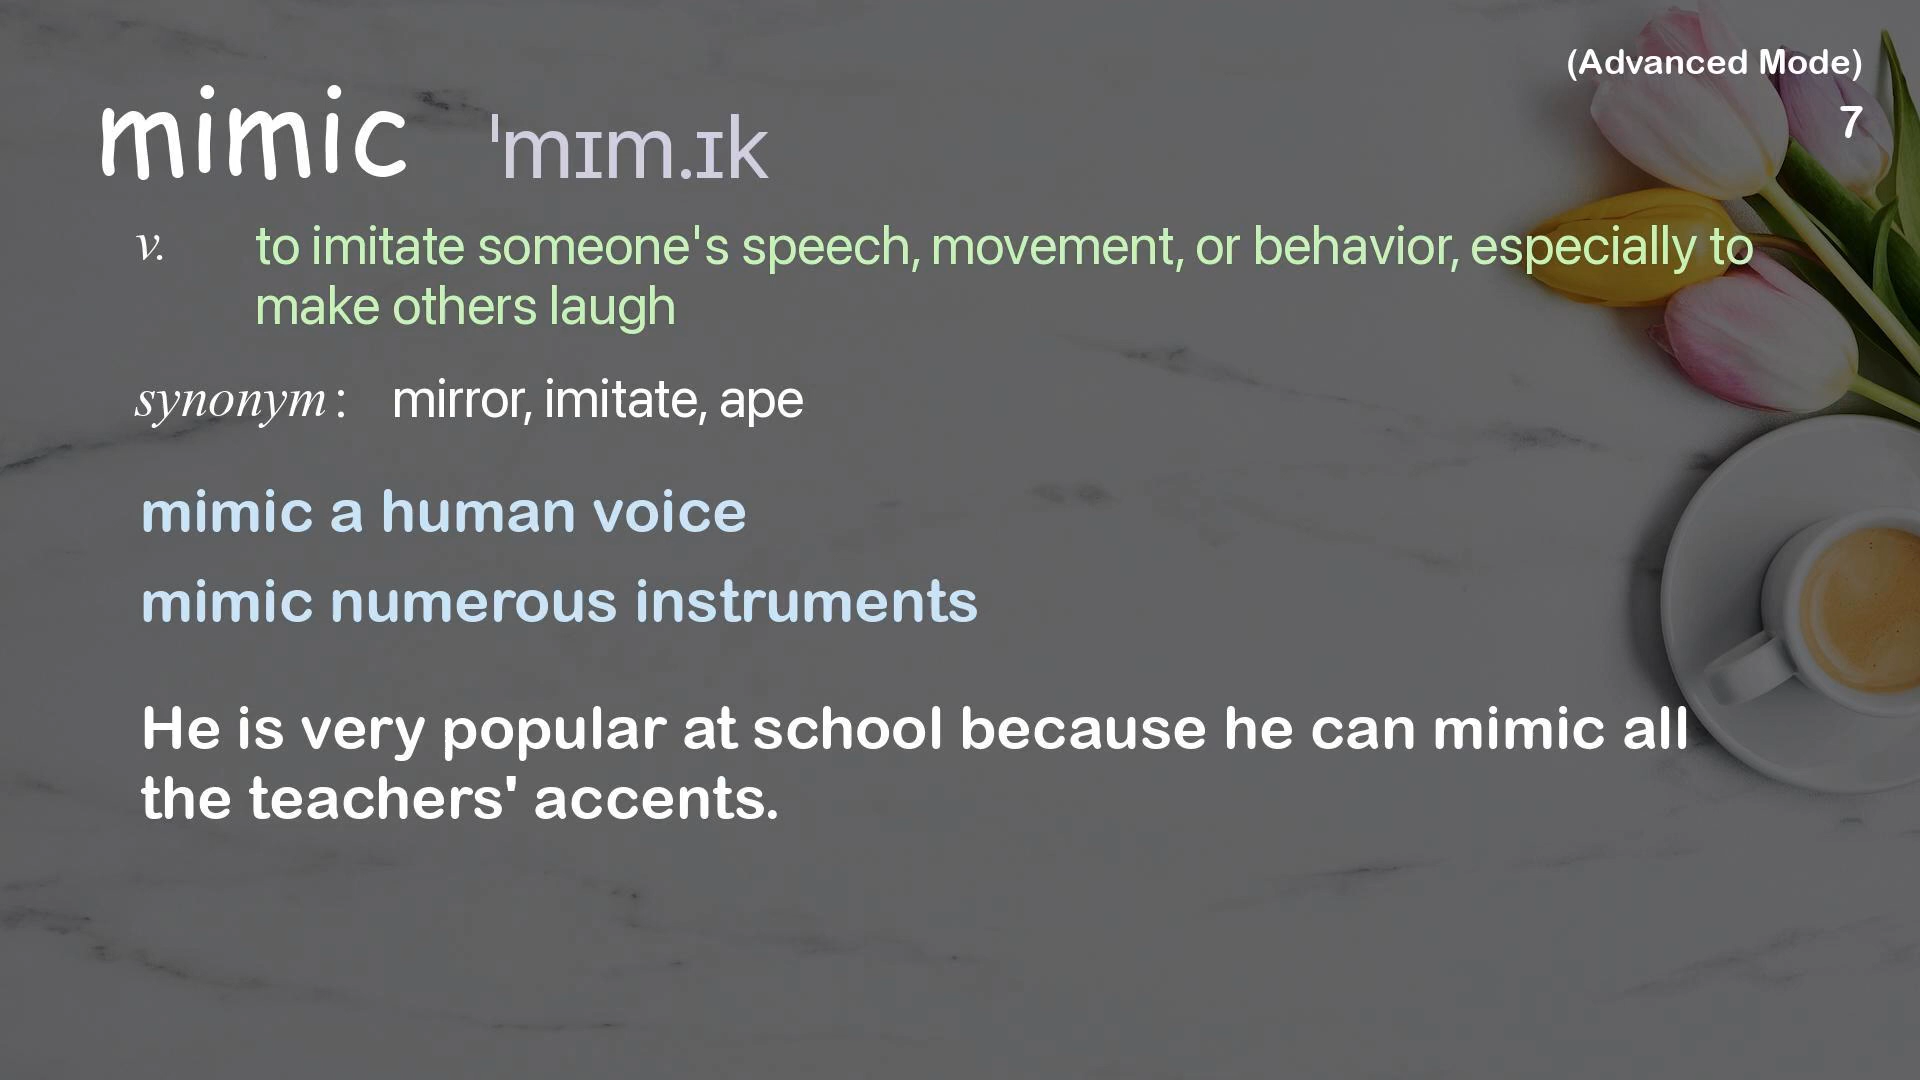 (Advanced Mode)
7
mimic ˈmɪm.ɪk
v. to imitate someone's speech, movement, or behavior, especially to
make others laugh
synonym: mirror, imitate, ape
mimic a human voice
mimic numerous instruments
He is very popular at school because he can mimic all
the teachers' accents.